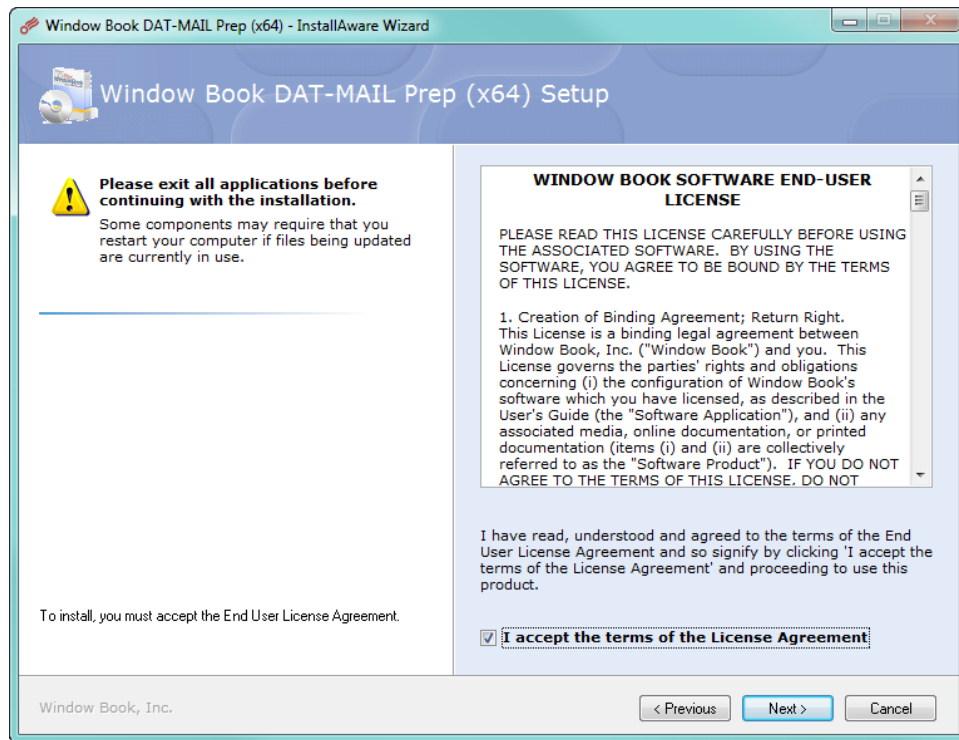 Window Book DAT-MAIL Prep (x64) - InstallAware Wizard
Window Book DAT-MAIL Prep (x64) Setup
Please exit all applications before
continuing with the installation.
Some components may require that you
restart your computer if files being updated
are currently in use.
To install, you must accept the End User License Agreement.
WINDOW BOOK SOFTWARE END-USER
LICENSE
PLEASE READ THIS LICENSE CAREFULLY BEFORE USING
THE ASSOCIATED SOFTWARE.  BY USING THE
SOFTWARE, YOU AGREE TO BE BOUND BY THE TERMS
OF THIS LICENSE.
1. Creation of Binding Agreement; Return Right.
This License is a binding legal agreement between
Window Book, Inc. ("Window Book") and you.  This
License governs the parties' rights and obligations
concerning (i) the configuration of Window Book's
software which you have licensed, as described in the
User's Guide (the "Software Application"), and (ii) any
associated media, online documentation, or printed
documentation (items (i) and (ii) are collectively
referred to as the "Software Product").  IF YOU DO NOT
AGREE TO THE TERMS OF THIS LICENSE, DO NOT
I have read, understood and agreed to the terms of the End
User License Agreement and so signify by clicking 'I accept the
terms of the License Agreement' and proceeding to use this
product.
I accept the terms of the License Agreement
Window Book, Inc.
< Previous
Next >
Cancel